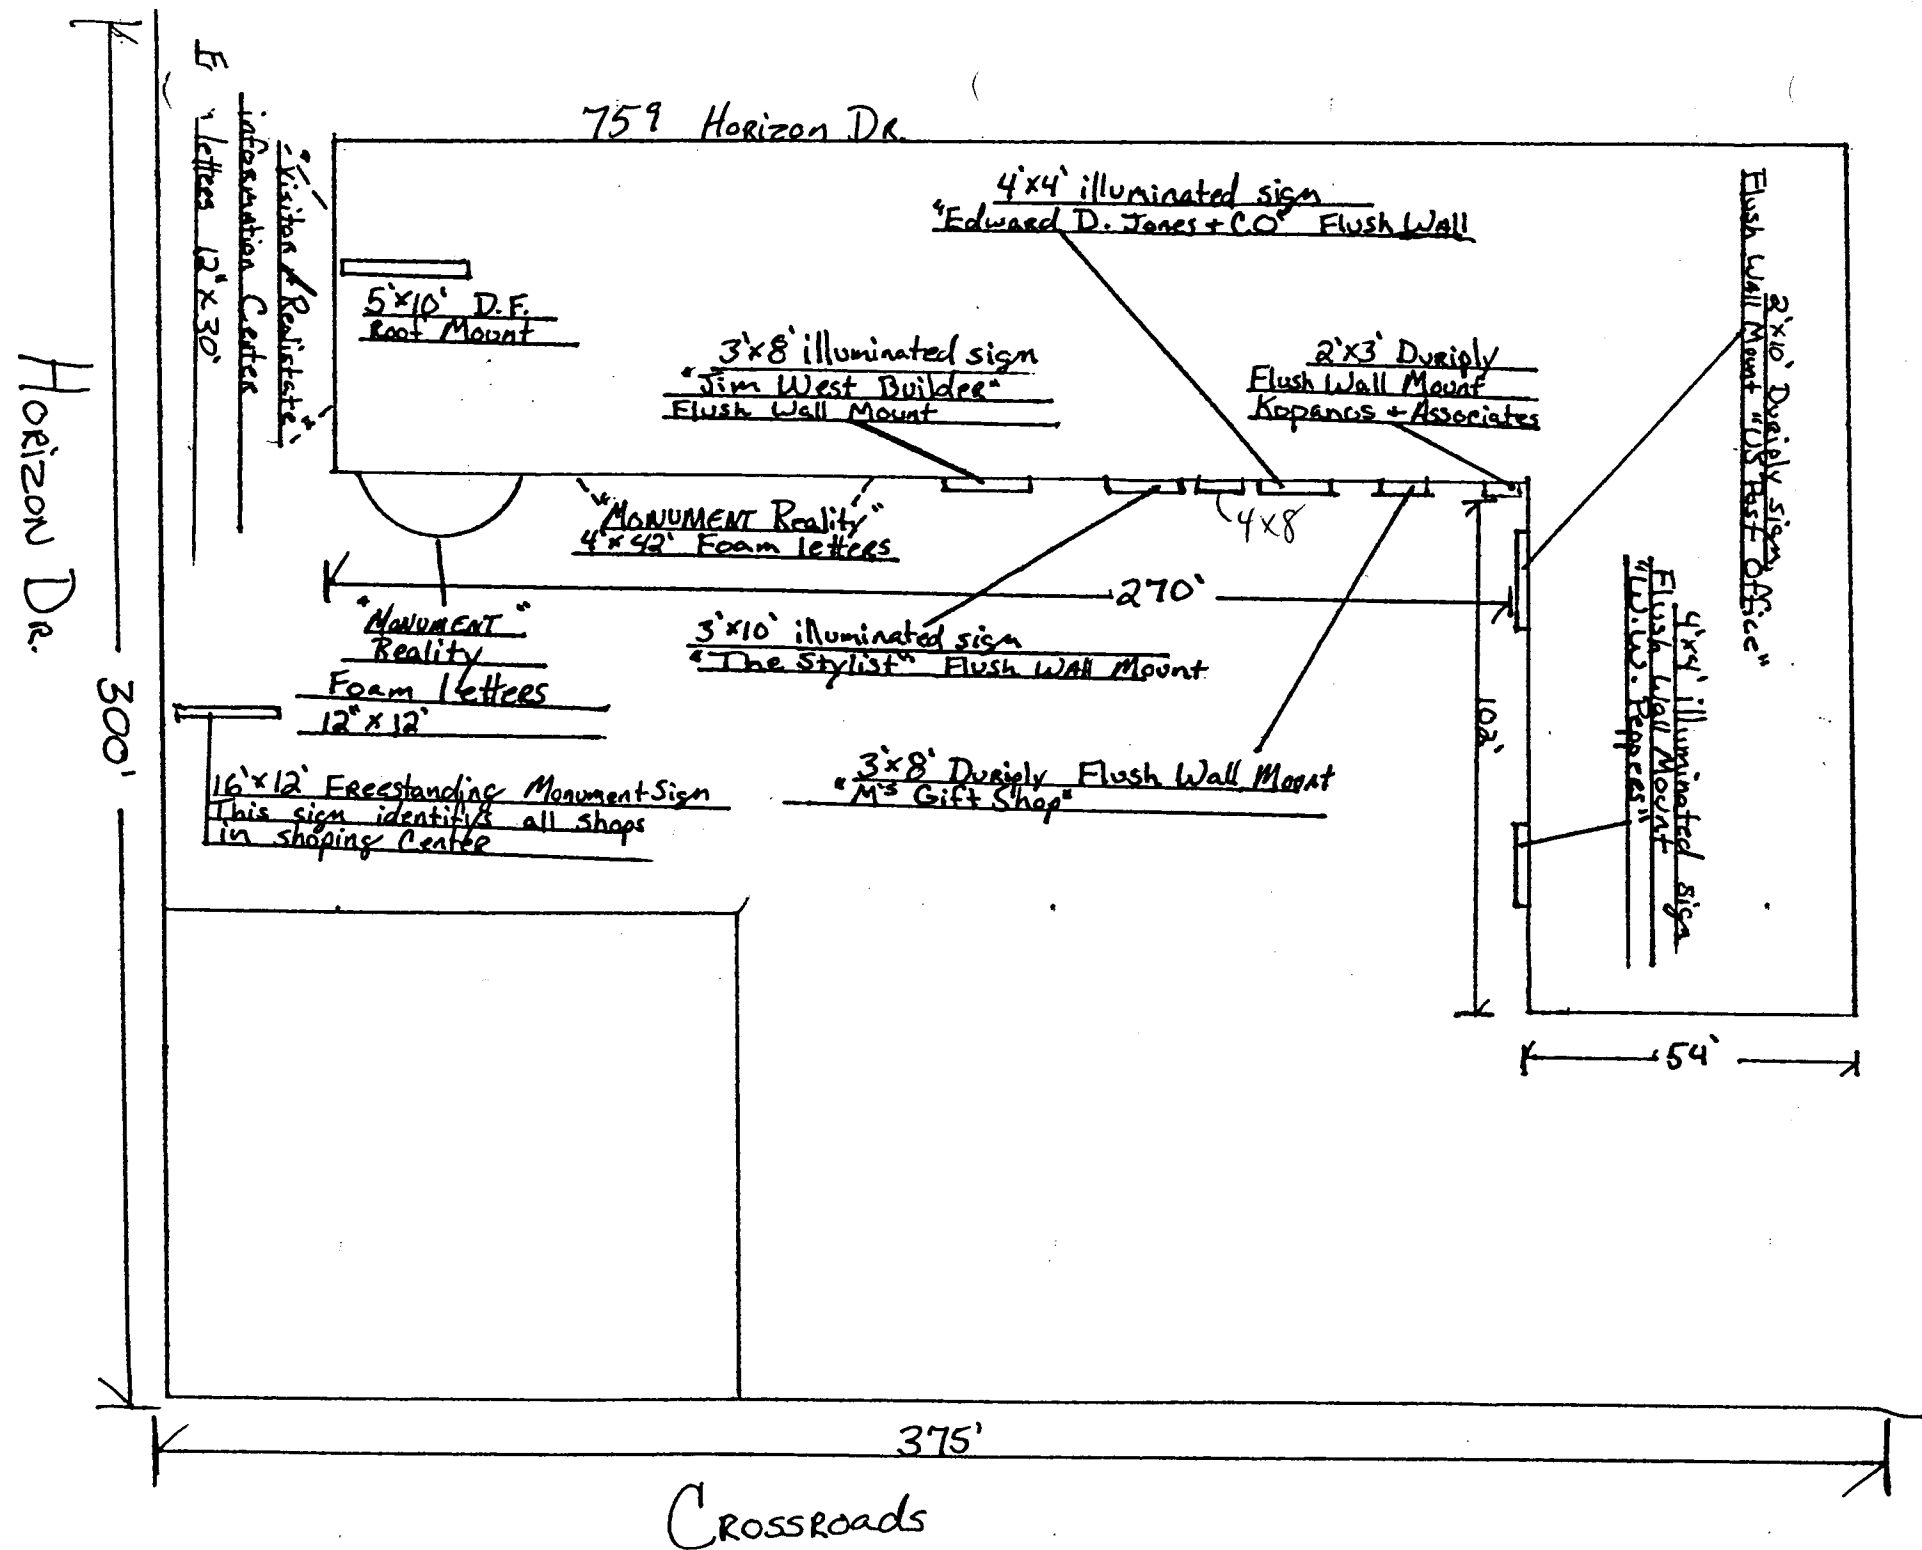 759 Horizon Dr.
4'x4' illuminated sign
"Edward D. Jones + CO" Flush Wall
5'x10' D.F.
Roof Mount
3'x8' illuminated sign
"Jim West Builder"
Flush Wall Mount
2'x3' Duriply
Flush Wall Mount
Kopanos + Associates
2'x10' Duriply sign
Flush Wall Mount "US Post Office"
"Visitor / Realistate"
information Center
letters 12"x30'
Horizon Dr.
300'
"Monument Reality"
4'x42' Foam letters
4x8
270'
"Monument"
Reality
Foam Letters
12"x12'
3'x10' illuminated sign
"The Stylist" Flush Wall Mount
102'
4'x4' illuminated sign
Flush Wall Mount
"W.W. Peppers"
16'x12' Freestanding Monument Sign
This sign identifys all shops
in shoping Center
3'x8' Duriply Flush Wall Mount
"M's Gift Shop"
54'
375'
Crossroads